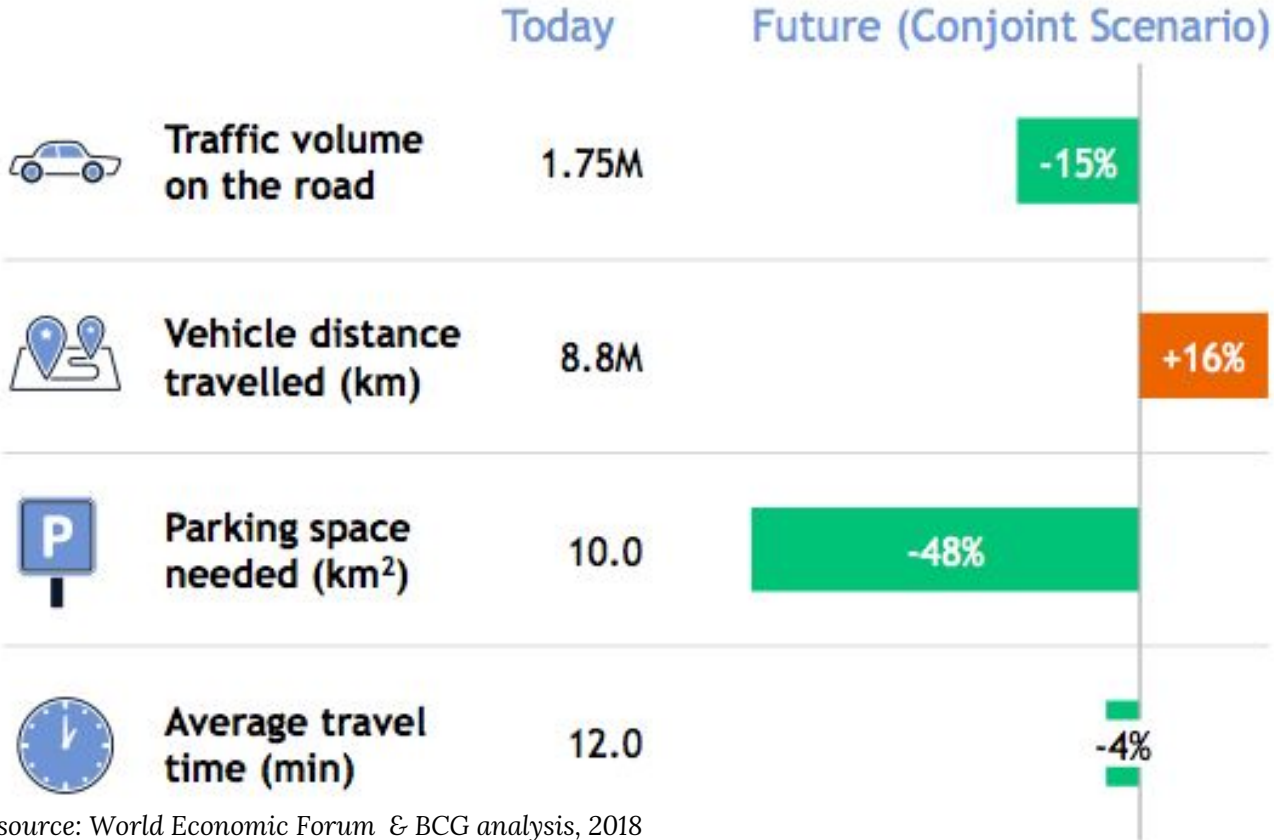 Today Future (Conjoint Scenario)
Traffic volume
on the road
1.75M
-15%
Vehicle distance
travelled (km)
8.8M
+16%
P
Parking space
needed (km²)
10.0
-48%
Average travel
time (min)
12.0
-4%
source: World Economic Forum & BCG analysis, 2018